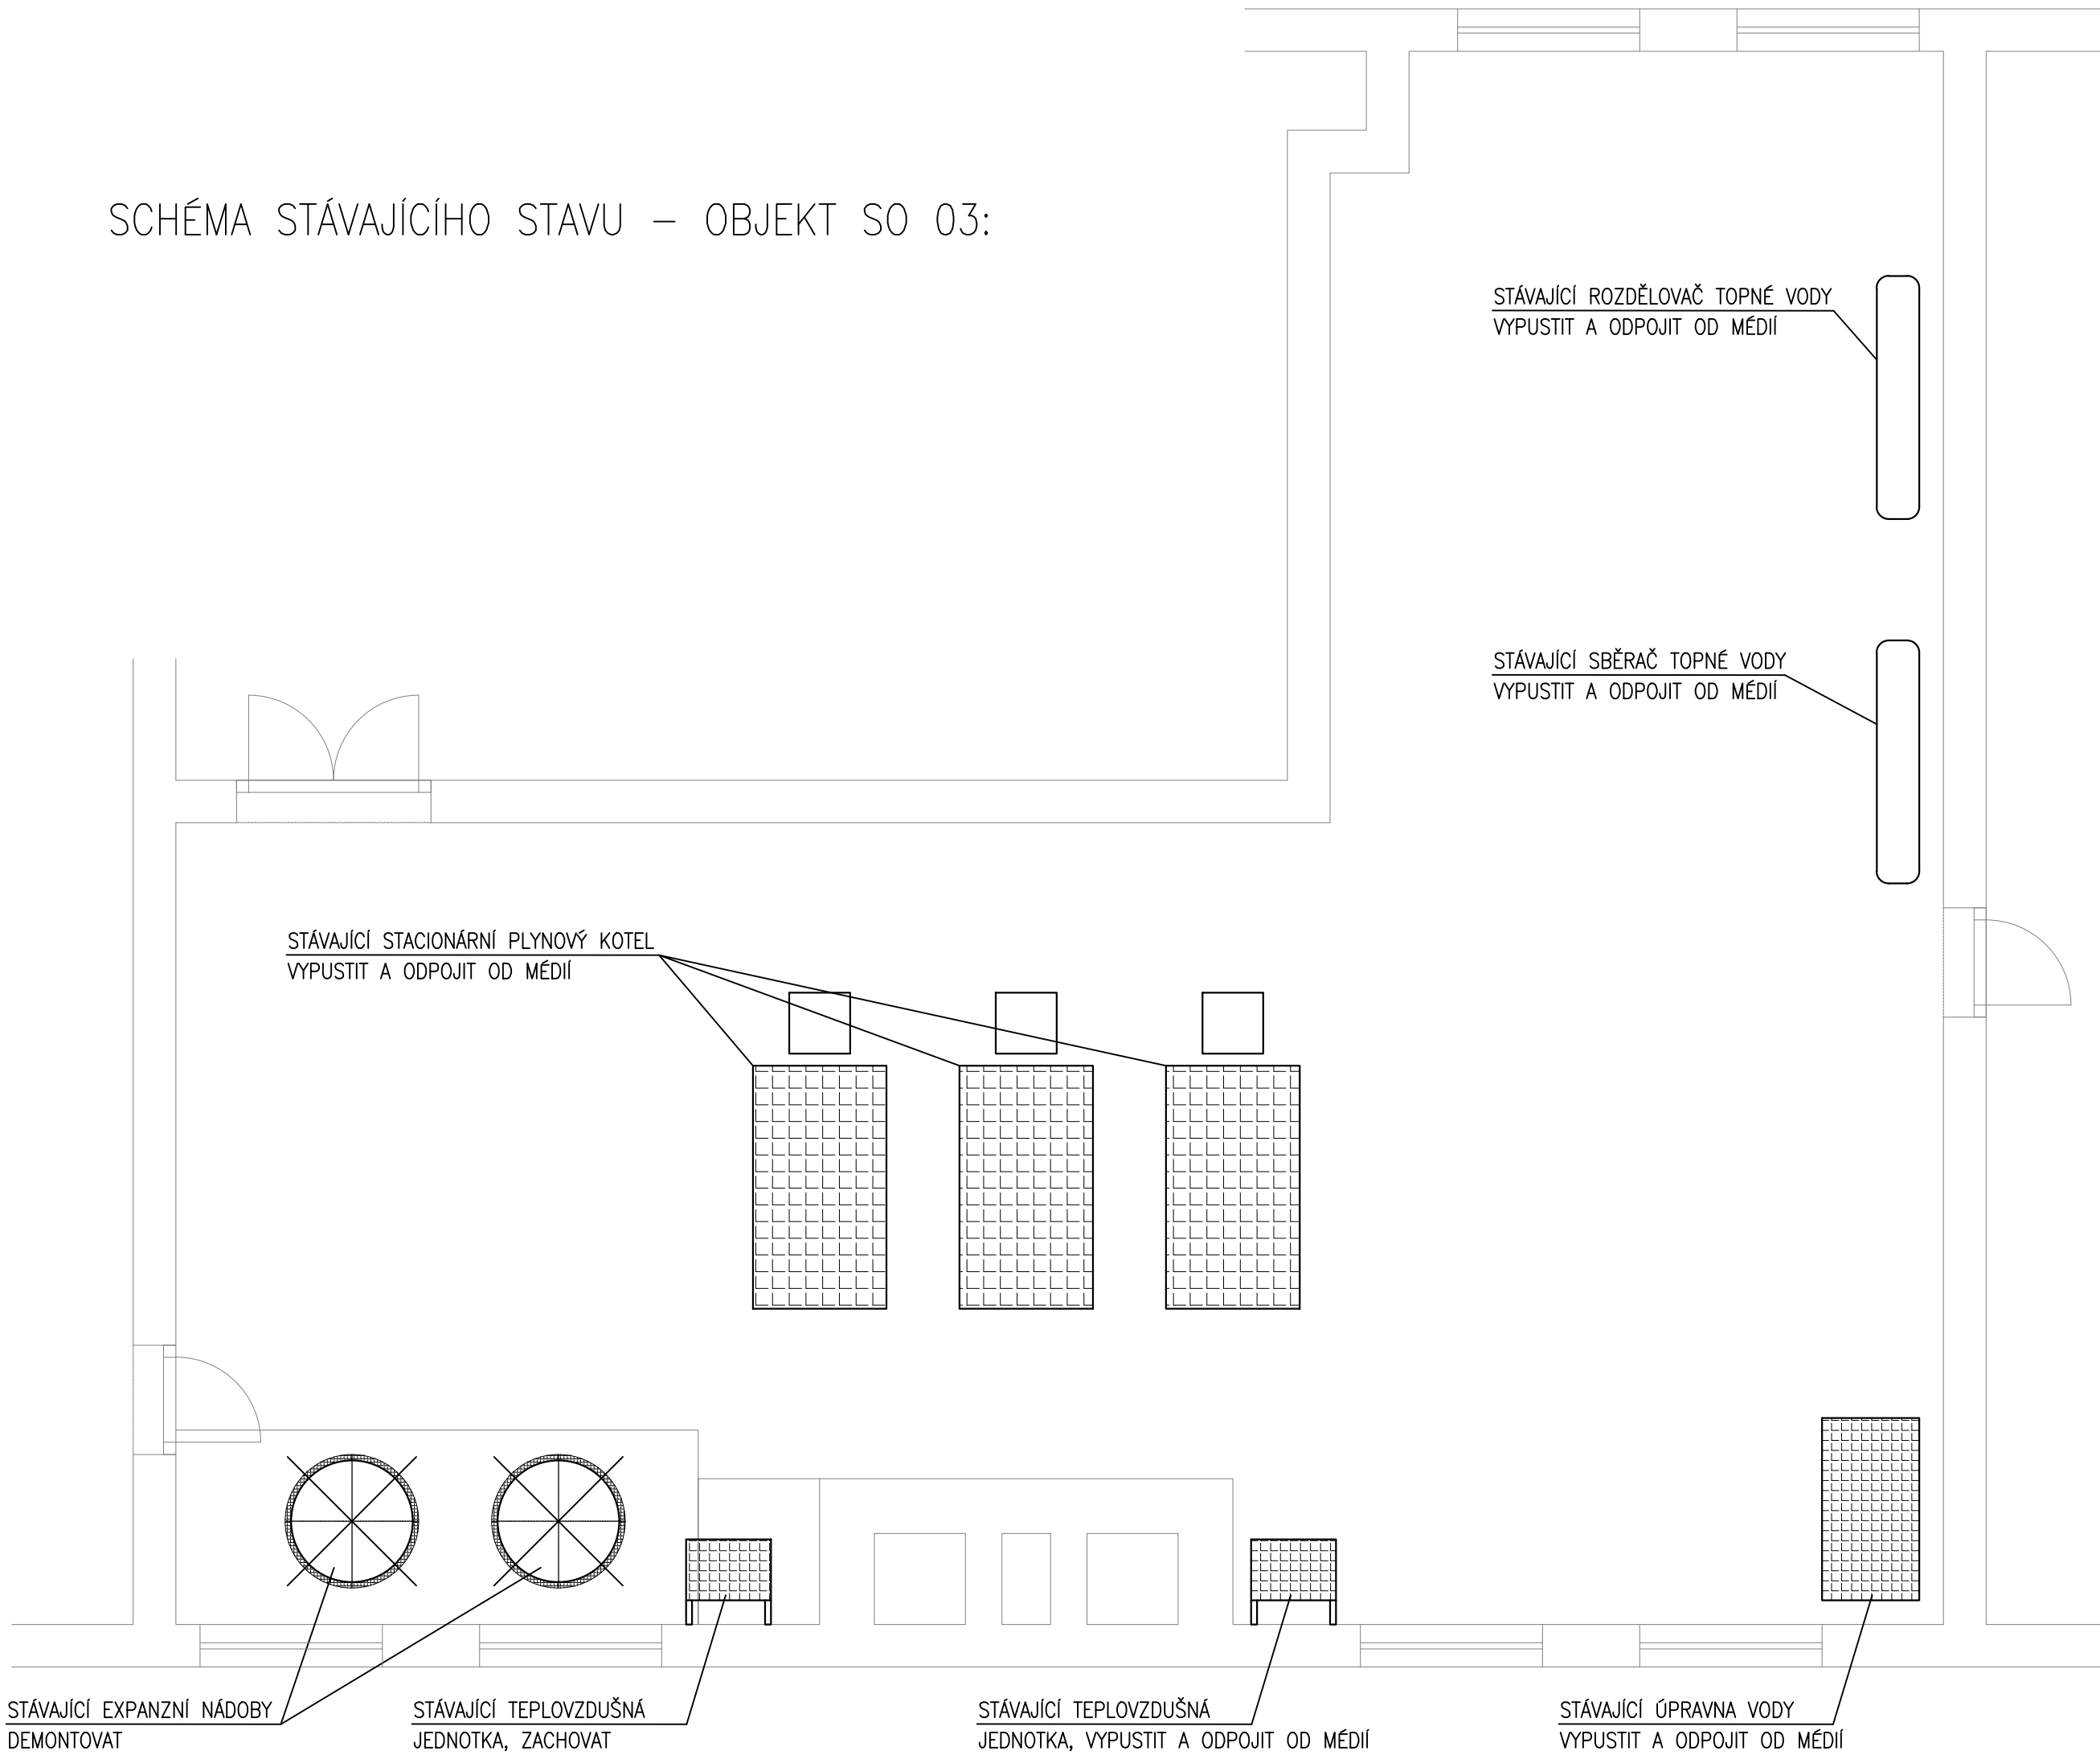 SCHÉMA STÁVAJÍCÍHO STAVU – OBJEKT SO 03:
STÁVAJÍCÍ ROZDĚLOVAČ TOPNÉ VODY
VYPUSTIT A ODPOJIT OD MÉDIÍ
STÁVAJÍCÍ SBĚRAČ TOPNÉ VODY
VYPUSTIT A ODPOJIT OD MÉDIÍ
STÁVAJÍCÍ STACIONÁRNÍ PLYNOVÝ KOTEL
VYPUSTIT A ODPOJIT OD MÉDIÍ
STÁVAJÍCÍ EXPANZNÍ NÁDOBY
DEMONTOVAT
STÁVAJÍCÍ TEPLOVZDUŠNÁ
JEDNOTKA, ZACHOVAT
STÁVAJÍCÍ TEPLOVZDUŠNÁ
JEDNOTKA, VYPUSTIT A ODPOJIT OD MÉDIÍ
STÁVAJÍCÍ ÚPRAVNA VODY
VYPUSTIT A ODPOJIT OD MÉDIÍ